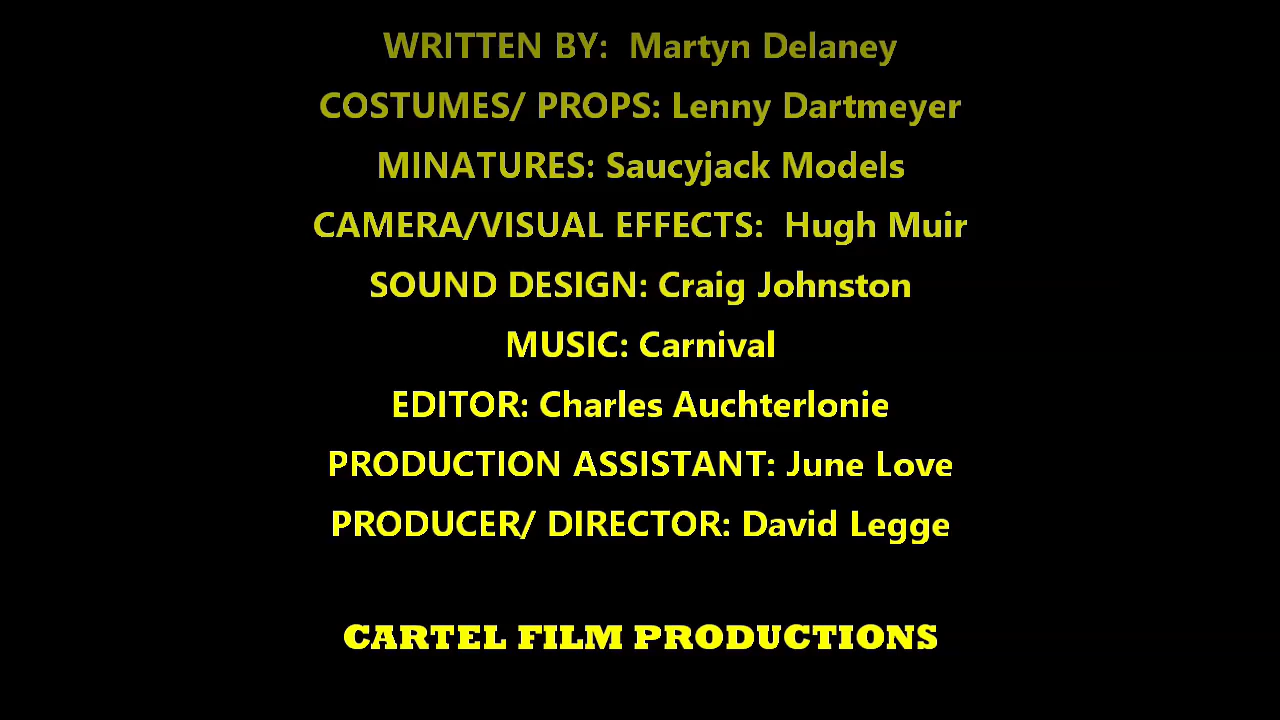 WRITTEN BY:  Martyn Delaney
COSTUMES/ PROPS: Lenny Dartmeyer
MINATURES: Saucyjack Models
CAMERA/VISUAL EFFECTS:  Hugh Muir
SOUND DESIGN: Craig Johnston
MUSIC: Carnival
EDITOR: Charles Auchterlonie
PRODUCTION ASSISTANT: June Love
PRODUCER/ DIRECTOR: David Legge
CARTEL FILM PRODUCTIONS